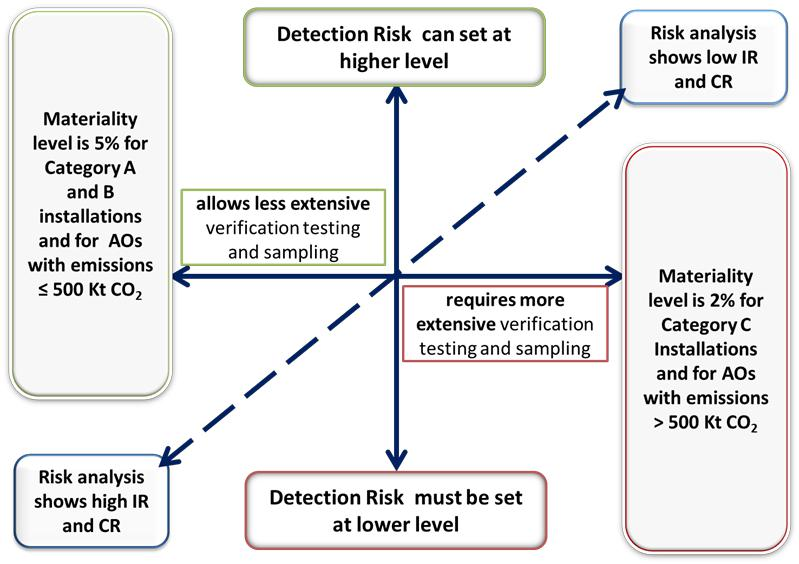 Detection Risk can set at
higher level
Risk analysis
shows low IR
and CR
Materiality
level is 5% for
Category A
and B
installations
and for AOs
with emissions
≤ 500 Kt CO₂
allows less extensive
verification testing
and sampling
requires more
extensive verification
testing and sampling
Materiality
level is 2% for
Category C
Installations
and for AOs
with emissions
> 500 Kt CO₂
Risk analysis
shows high IR
and CR
Detection Risk must be set
at lower level